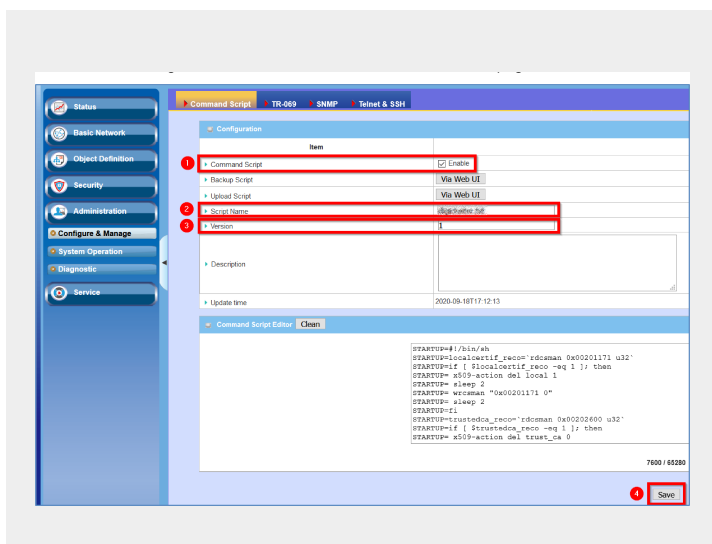 Command Script TR-069 SNMP Telnet & SSH
Status
Basic Network
Object Definition
Security
Administration
Configure & Manage
System Operation
Diagnostic
Service
Configuration
Item
1 Command Script Enable
Backup Script Via Web UI
Upload Script Via Web UI
2 Script Name
3 Version 1
Description
Update time 2020-09-18T17:12:13
Command Script Editor Clean
STARTUP=#!/bin/sh
STARTUP=localcertif_reco=`rdcsman 0x00201171 u32`
STARTUP=if [ $localcertif_reco -eq 1 ]; then
STARTUP= x509-action del local 1
STARTUP= sleep 2
STARTUP= wrcsman "0x00201171 0"
STARTUP= sleep 2
STARTUP=fi
STARTUP=trustedca_reco=`rdcsman 0x00202600 u32`
STARTUP=if [ $trustedca_reco -eq 1 ]; then
STARTUP= x509-action del trust_ca 0
7600 / 65280
4 Save